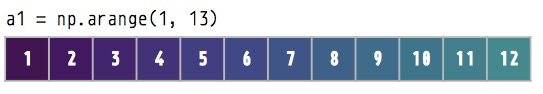 a1 = np.arange(1, 13)
1 2 3 4 5 6 7 8 9 10 11 12